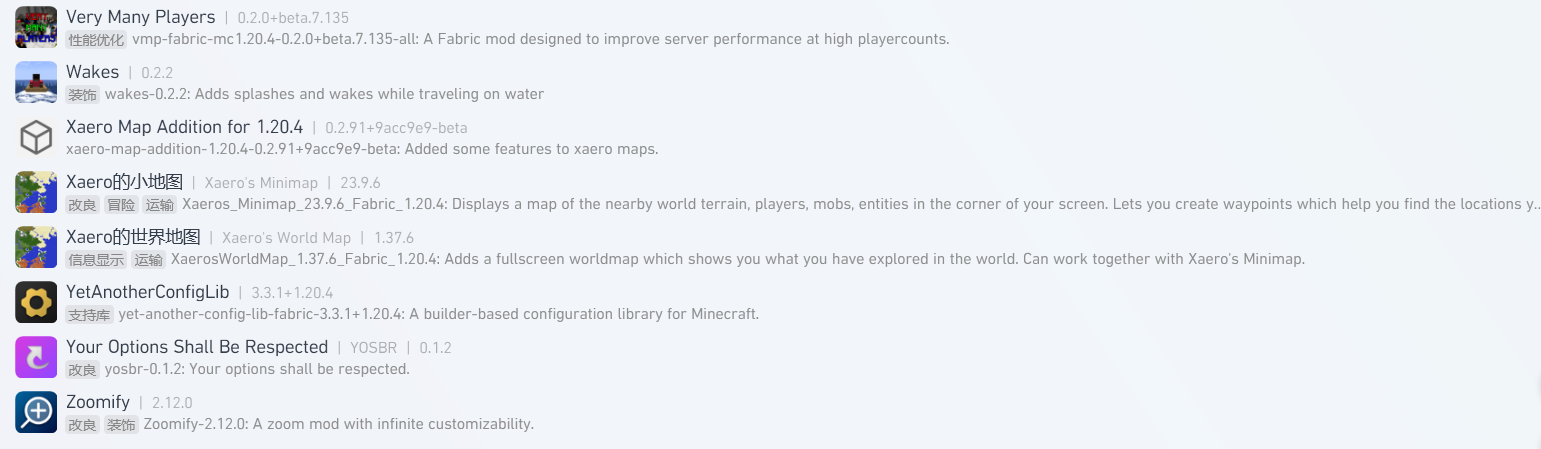 Very Many Players | 0.2.0+beta.7.135
性能优化 vmp-fabric-mc1.20.4-0.2.0+beta.7.135-all: A Fabric mod designed to improve server performance at high playercounts.
Wakes | 0.2.2
装饰 wakes-0.2.2: Adds splashes and wakes while traveling on water
Xaero Map Addition for 1.20.4 | 0.2.91+9acc9e9-beta
xaero-map-addition-1.20.4-0.2.91+9acc9e9-beta: Added some features to xaero maps.
Xaero的小地图 | Xaero's Minimap | 23.9.6
改良 冒险 运输 Xaeros_Minimap_23.9.6_Fabric_1.20.4: Displays a map of the nearby world terrain, players, mobs, entities in the corner of your screen. Lets you create waypoints which help you find the locations y...
Xaero的世界地图 | Xaero's World Map | 1.37.6
信息显示 运输 XaerosWorldMap_1.37.6_Fabric_1.20.4: Adds a fullscreen worldmap which shows you what you have explored in the world. Can work together with Xaero's Minimap.
YetAnotherConfigLib | 3.3.1+1.20.4
支持库 yet-another-config-lib-fabric-3.3.1+1.20.4: A builder-based configuration library for Minecraft.
Your Options Shall Be Respected | YOSBR | 0.1.2
改良 yosbr-0.1.2: Your options shall be respected.
Zoomify | 2.12.0
改良 装饰 Zoomify-2.12.0: A zoom mod with infinite customizability.